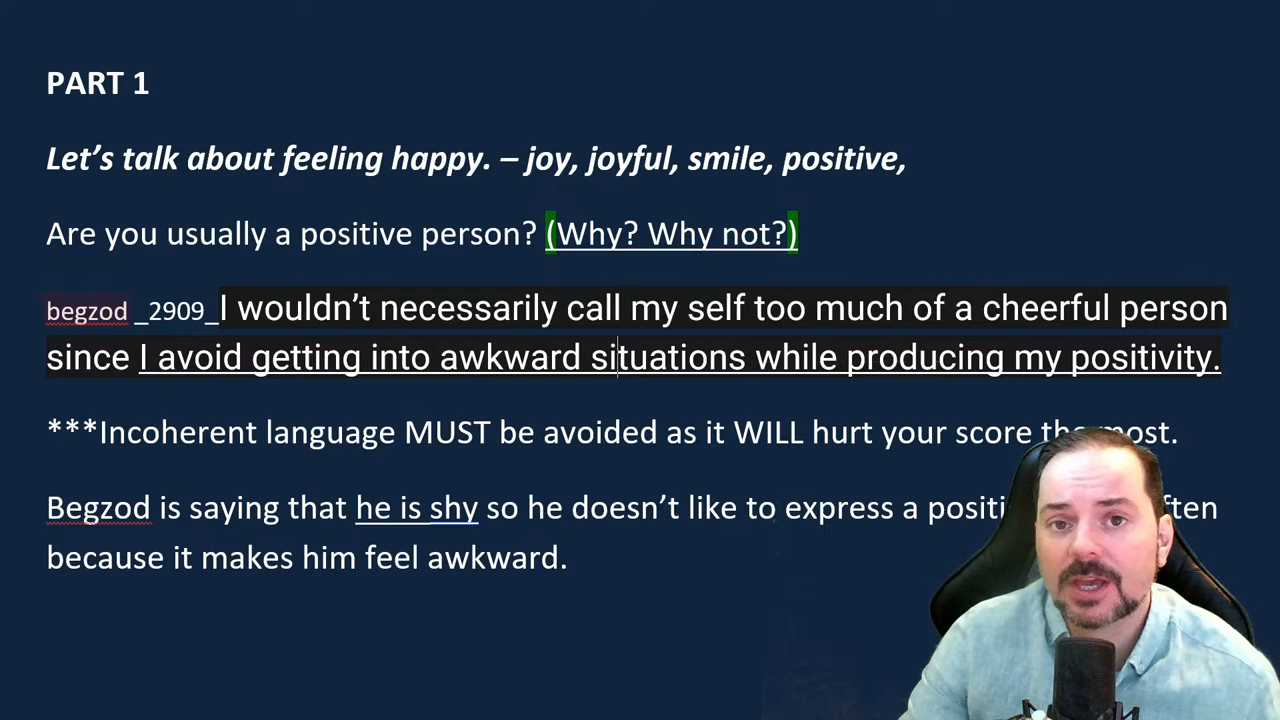 PART 1
Let's talk about feeling happy. – joy, joyful, smile, positive,
Are you usually a positive person? (Why? Why not?)
begzod _2909_I wouldn't necessarily call my self too much of a cheerful person
since I avoid getting into awkward situations while producing my positivity.
***Incoherent language MUST be avoided as it WILL hurt your score most.
Begzod is saying that he is shy so he doesn't like to express a
because it makes him feel awkward.